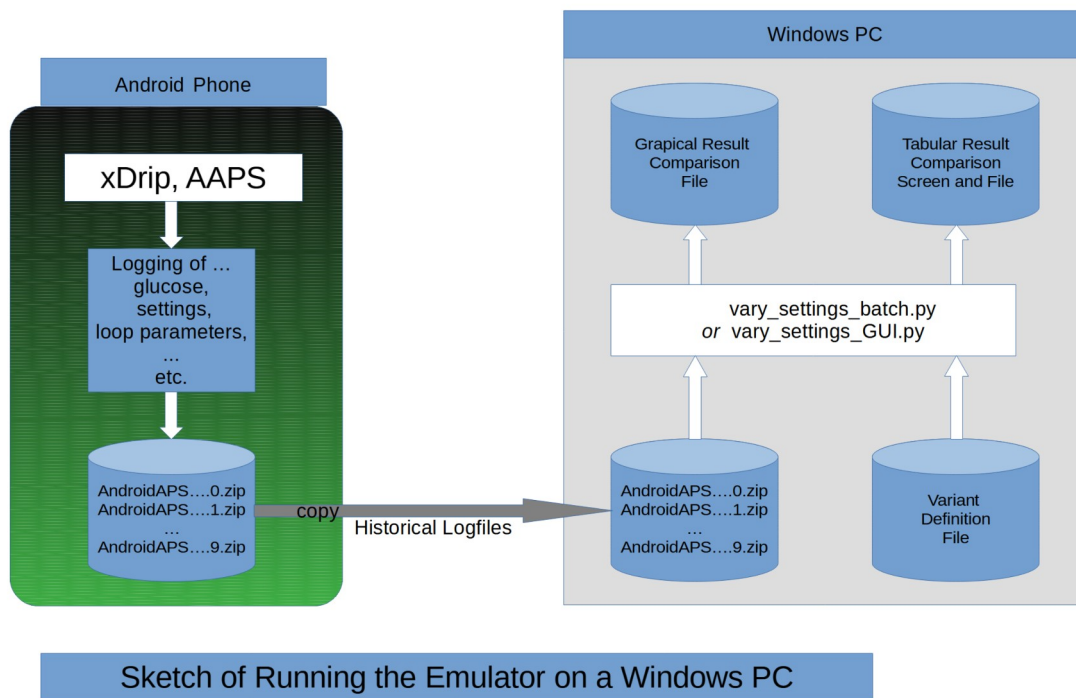 Android Phone
xDrip, AAPS
Logging of ...
glucose,
settings,
loop parameters,
...
etc.
AndroidAPS....0.zip
AndroidAPS....1.zip
...
AndroidAPS....9.zip
copy
Historical Logfiles
Windows PC
Grapical Result
Comparison
File
Tabular Result
Comparison
Screen and File
vary_settings_batch.py
or vary_settings_GUI.py
AndroidAPS....0.zip
AndroidAPS....1.zip
...
AndroidAPS....9.zip
Variant
Definition
File
Sketch of Running the Emulator on a Windows PC